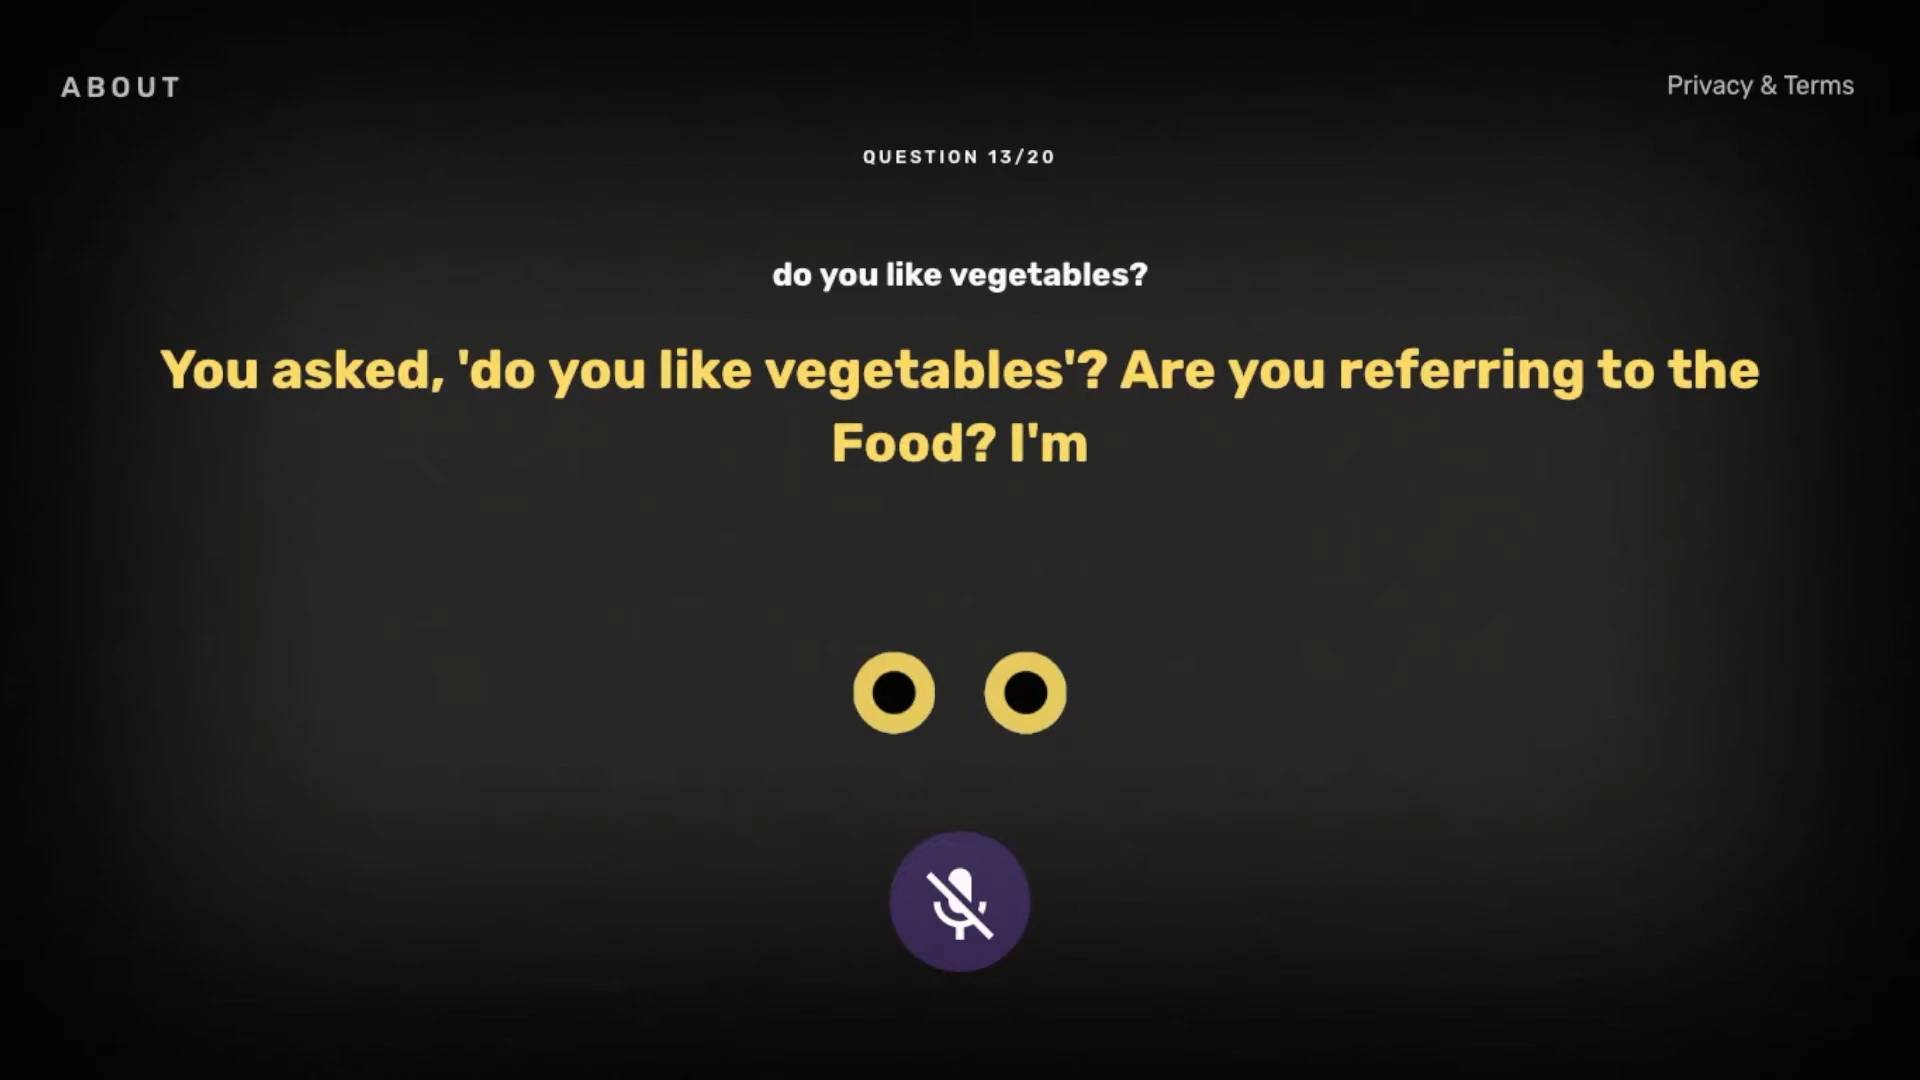 ABOUT
Privacy & Terms
QUESTION 13/20
do you like vegetables?
You asked, 'do you like vegetables'? Are you referring to the
Food? I'm